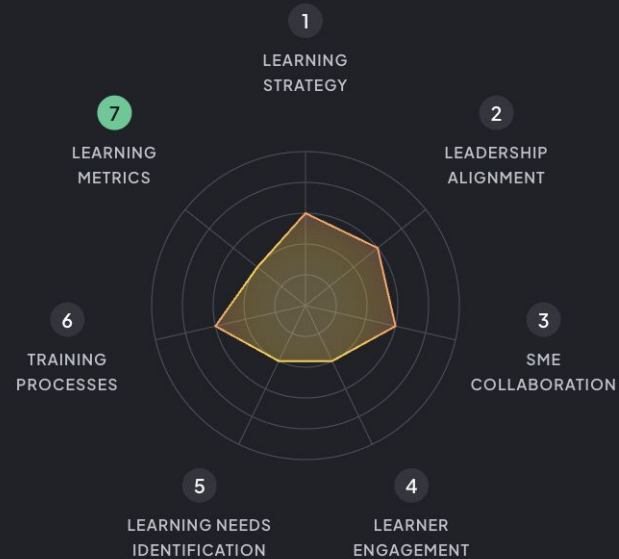 1
LEARNING
STRATEGY
2
LEADERSHIP
ALIGNMENT
3
SME
COLLABORATION
4
LEARNER
ENGAGEMENT
5
LEARNING NEEDS
IDENTIFICATION
6
TRAINING
PROCESSES
7
LEARNING
METRICS